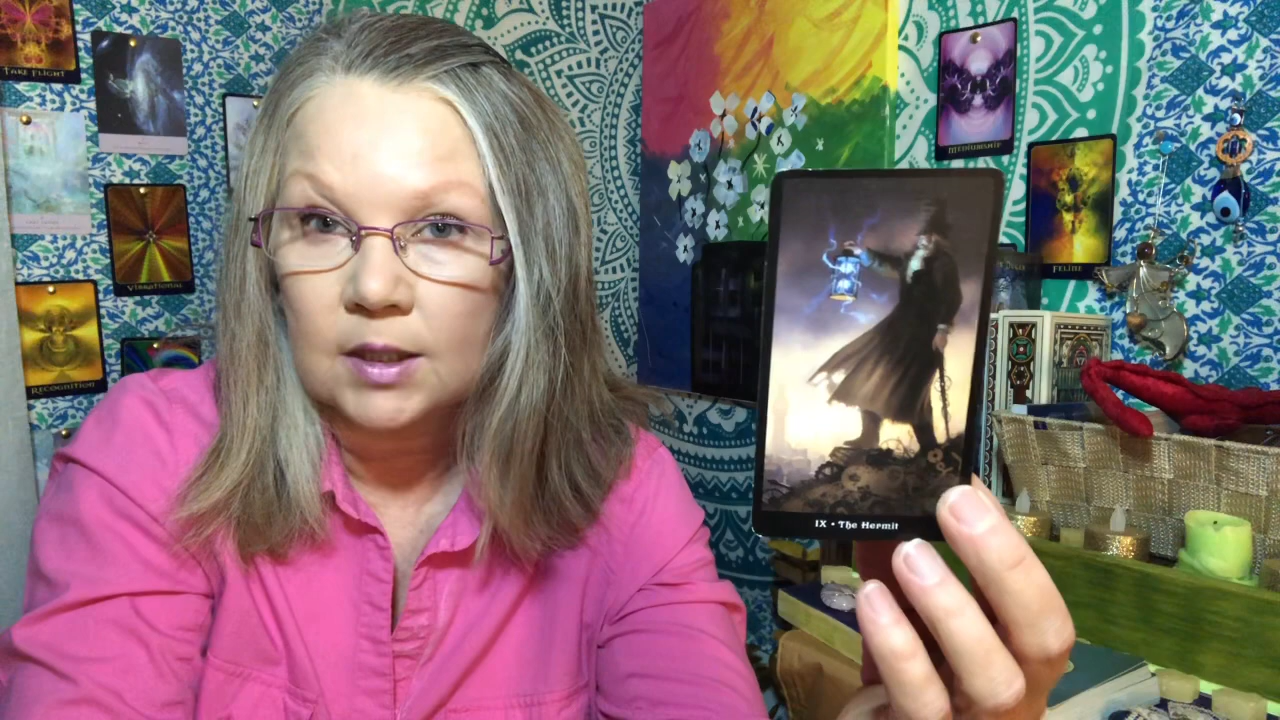 TAKE FLIGHT
VIBRATIONAL
RECOGNITION
MEDIUMSHIP
FELINE
IX • The Hermit